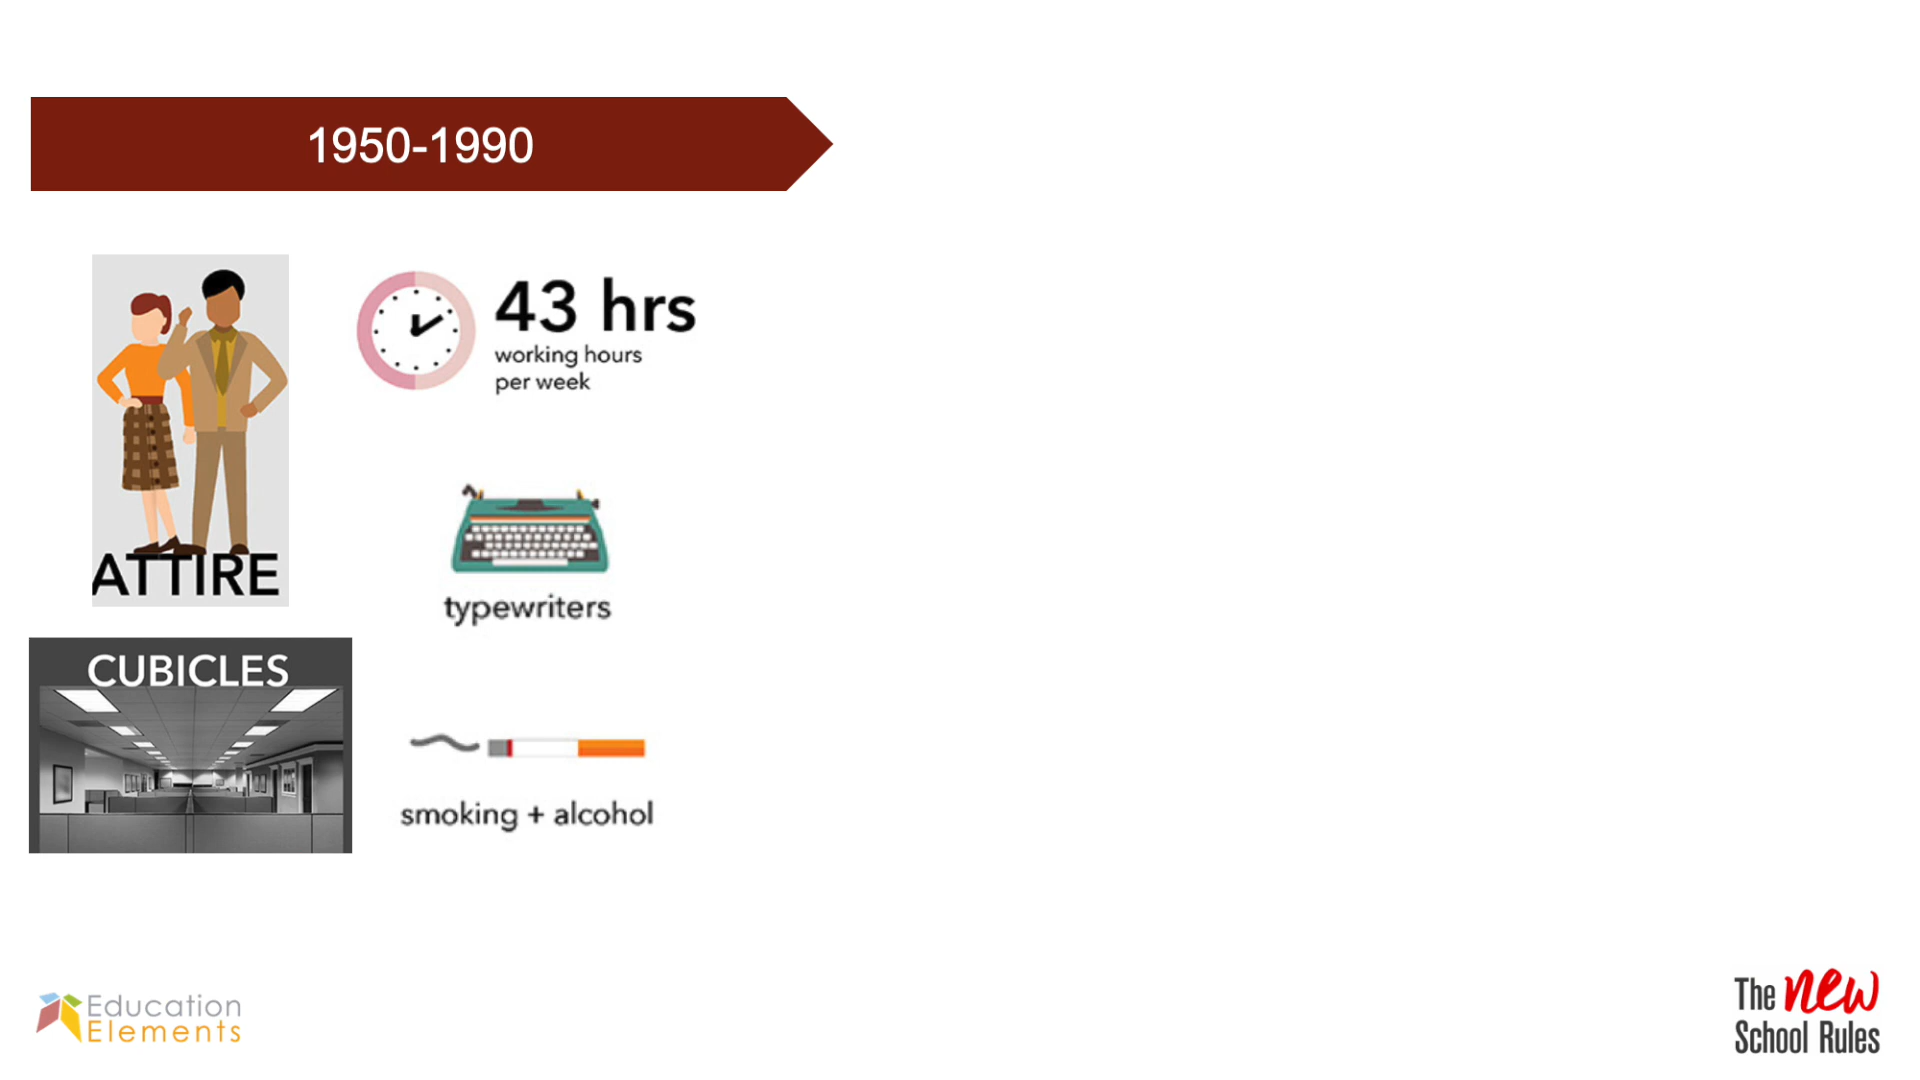 1950-1990
43 hrs
working hours
per week
ATTIRE
typewriters
CUBICLES
smoking + alcohol
Education
Elements
The new
School Rules